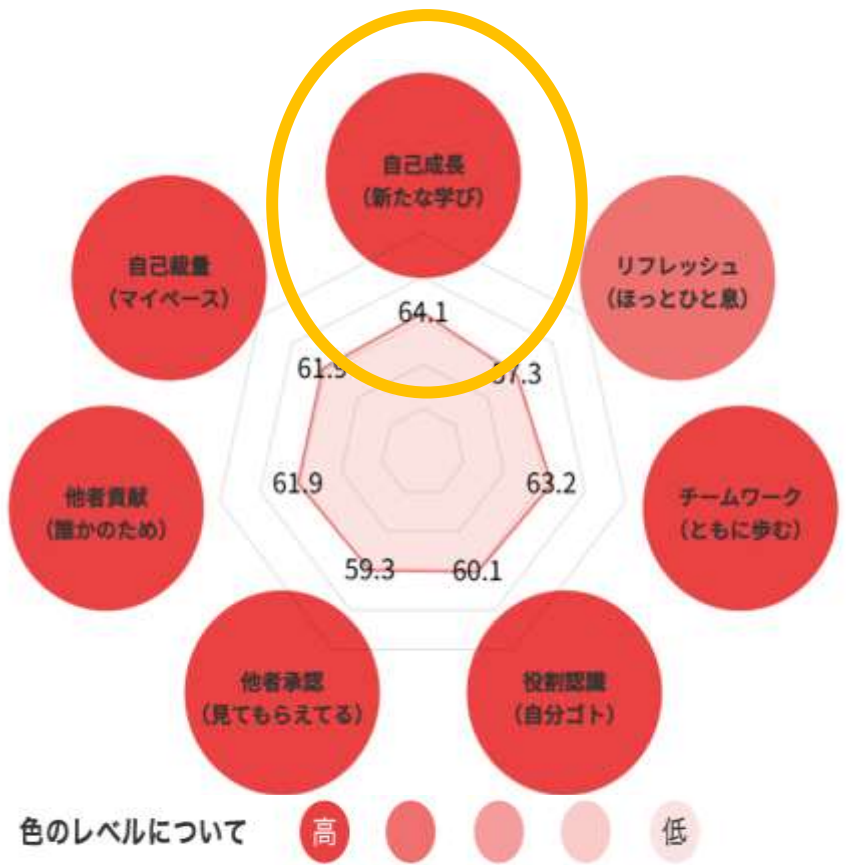 自己成長
（新たな学び）
自己裁量
（マイペース）
リフレッシュ
（ほっとひと息）
64.1
61.9
63.2
61.9
他者貢献
（誰かのため）
チームワーク
（ともに歩む）
59.3
60.1
他者承認
（見てもらえてる）
役割認識
（自分ゴト）
色のレベルについて
高
低